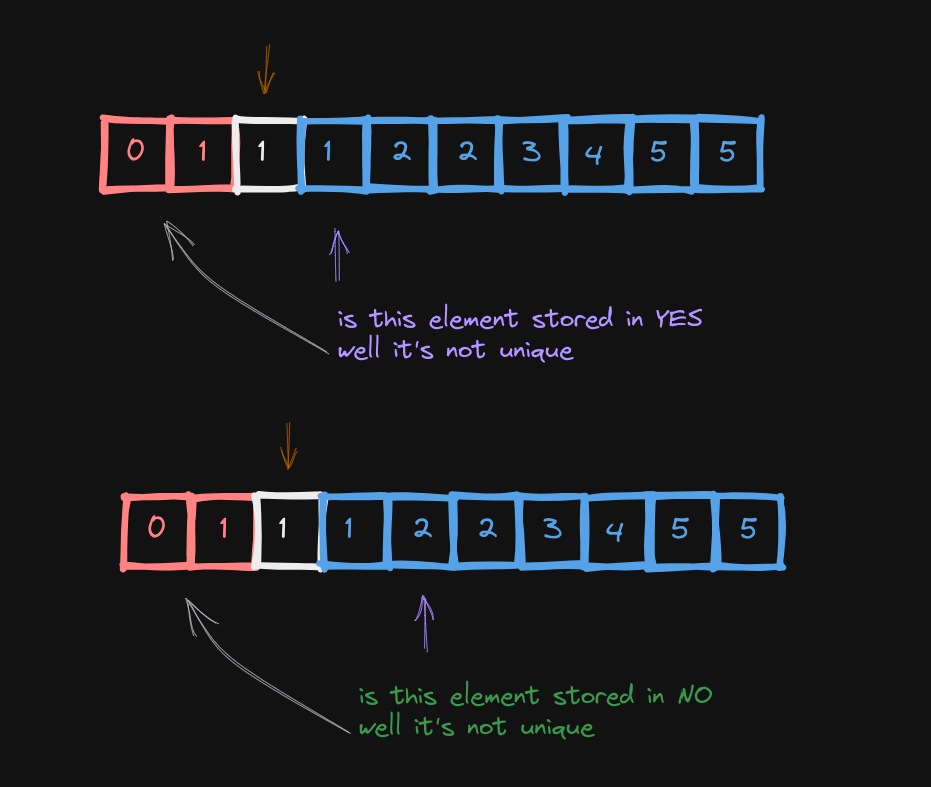 0 1 1 1 2 2 3 4 5 5
is this element stored in YES
well it's not unique
0 1 1 1 2 2 3 4 5 5
is this element stored in NO
well it's not unique